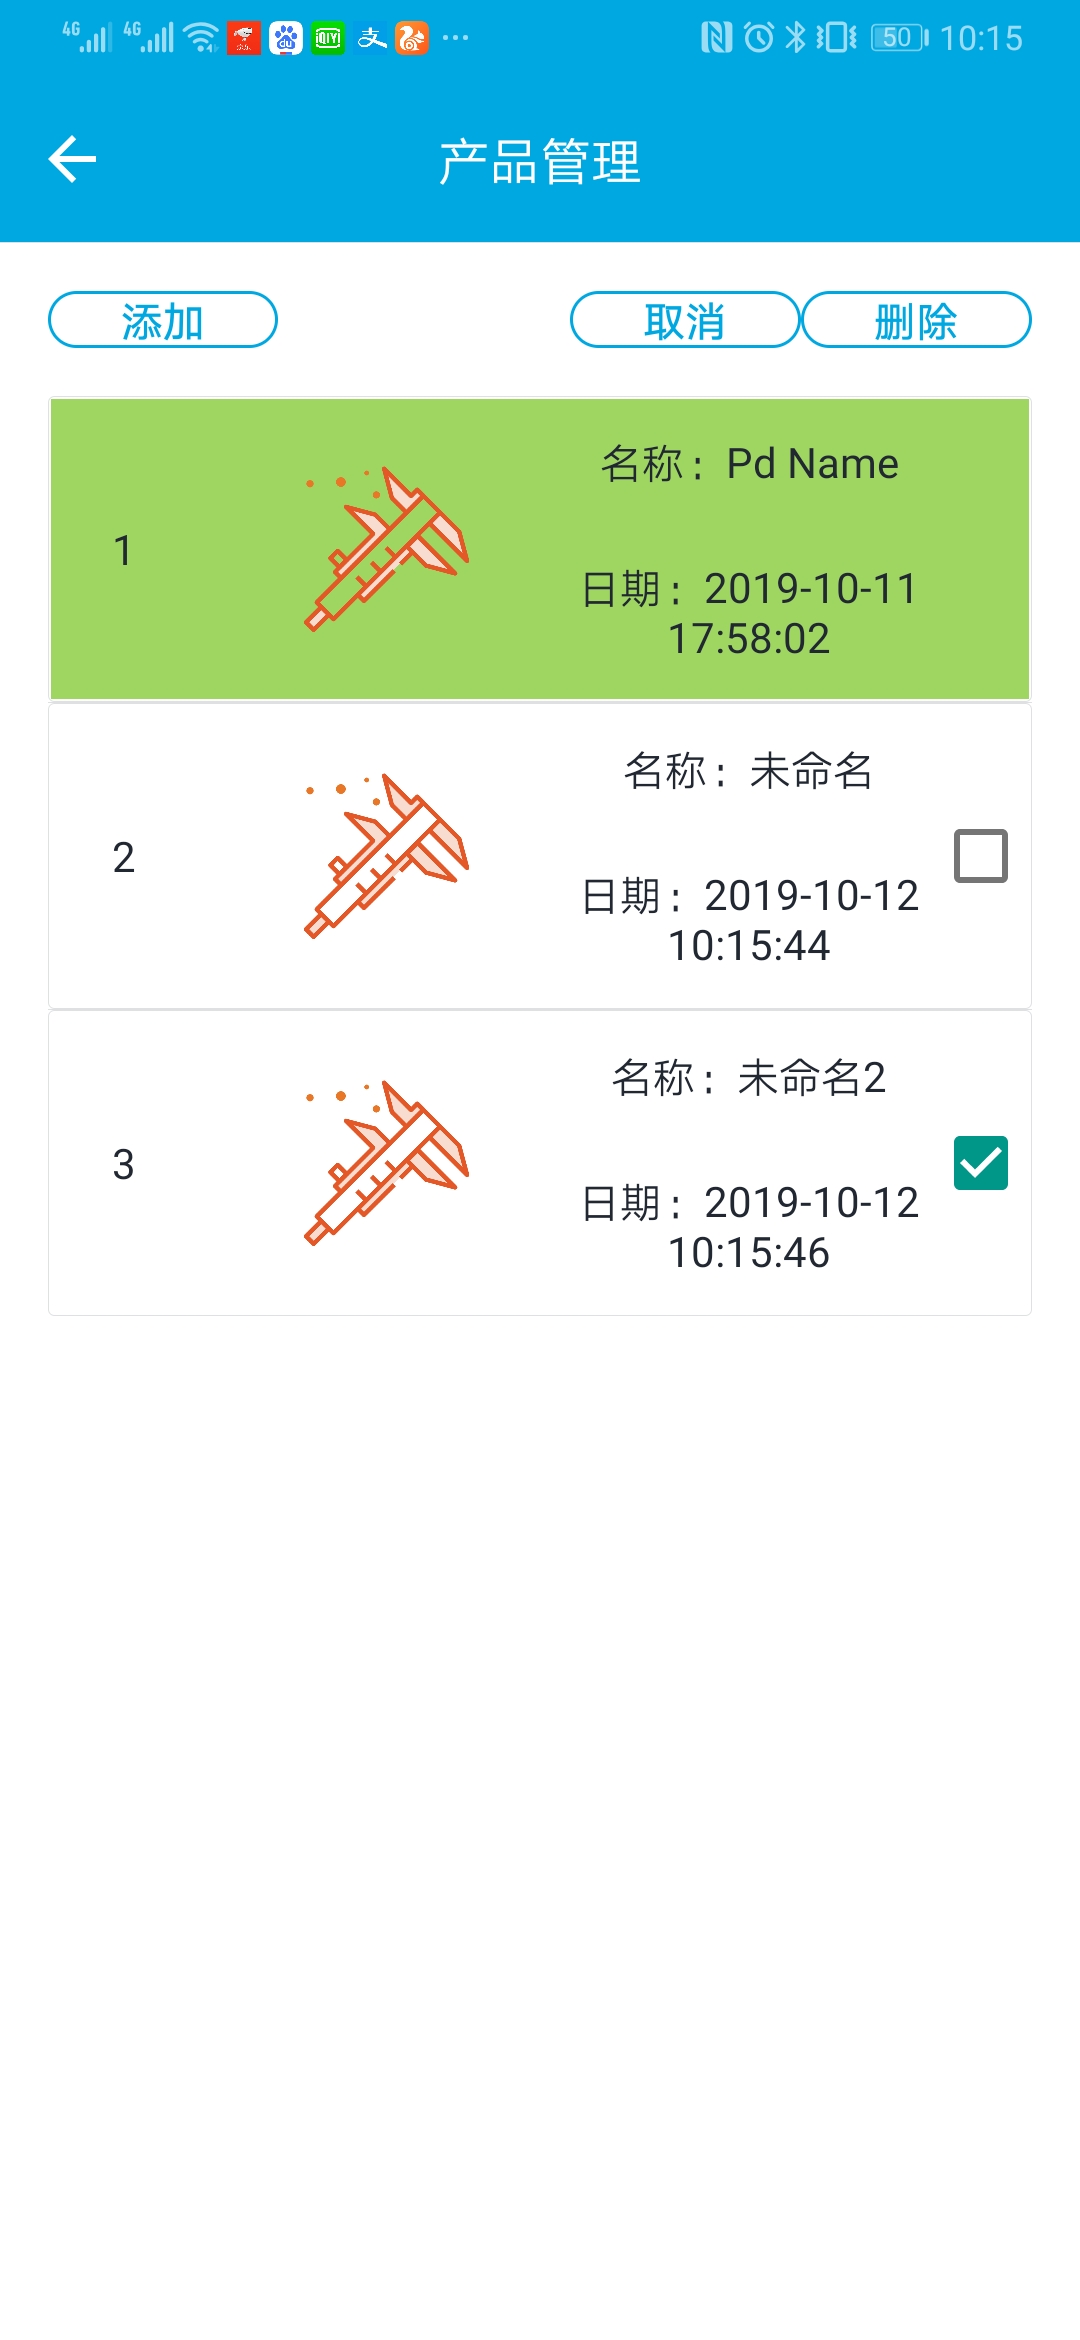 4G 4G du iQIYI 支 50 10:15
产品管理
添加 取消 删除
名称： Pd Name
1
日期： 2019-10-11
17:58:02
名称： 未命名
2
日期： 2019-10-12
10:15:44
名称： 未命名2
3
日期： 2019-10-12
10:15:46